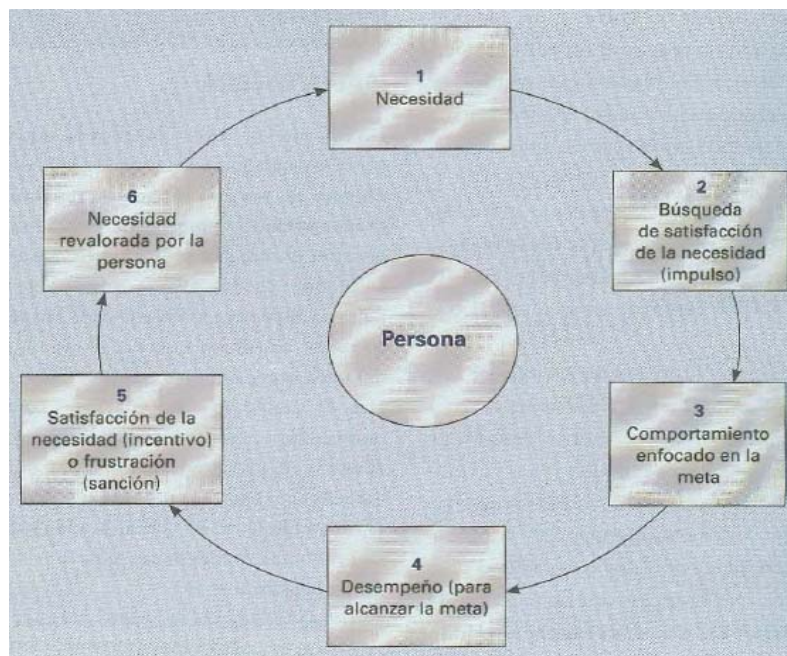 1
Necesidad
2
Búsqueda
de satisfacción
de la necesidad
(impulso)
3
Comportamiento
enfocado en la
meta
4
Desempeño (para
alcanzar la meta)
5
Satisfacción de la
necesidad (incentivo)
o frustración
(sanción)
6
Necesidad
revalorada por la
persona
Persona